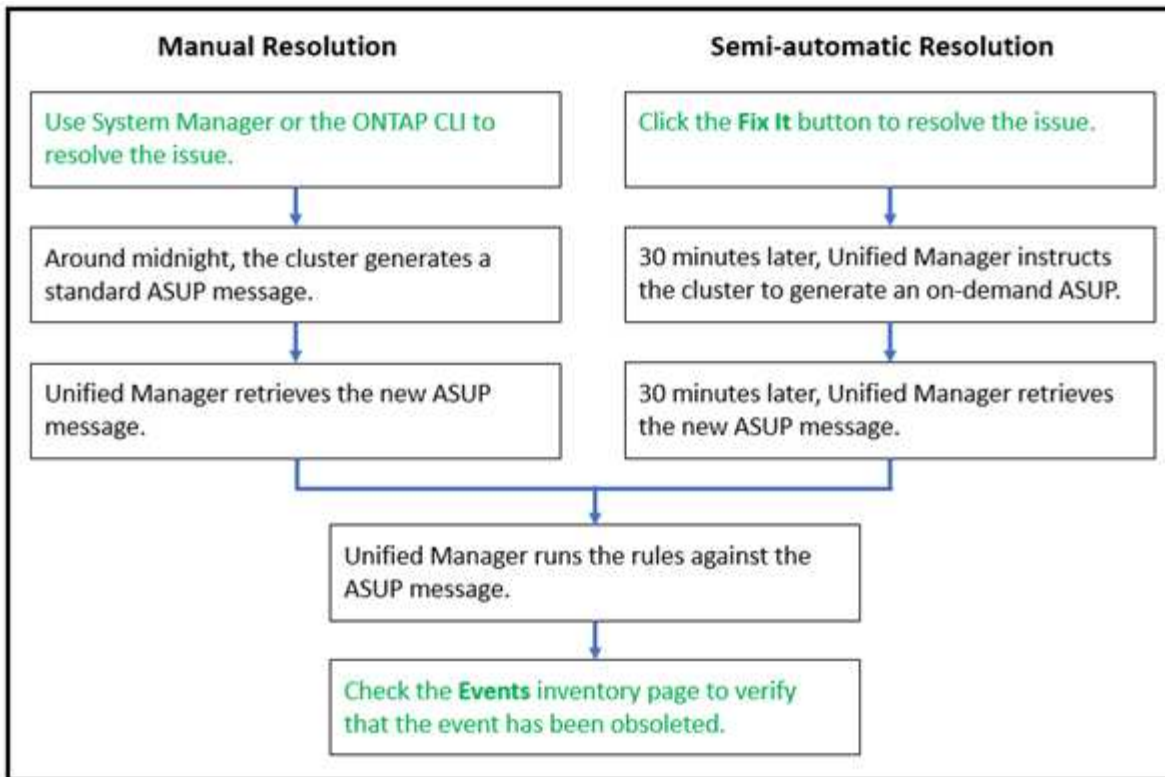 Manual Resolution
Semi-automatic Resolution
Use System Manager or the ONTAP CLI to
resolve the issue.
Click the Fix It button to resolve the issue.
Around midnight, the cluster generates a
standard ASUP message.
30 minutes later, Unified Manager instructs
the cluster to generate an on-demand ASUP.
Unified Manager retrieves the new ASUP
message.
30 minutes later, Unified Manager retrieves
the new ASUP message.
Unified Manager runs the rules against the
ASUP message.
Check the Events inventory page to verify
that the event has been obsoleted.